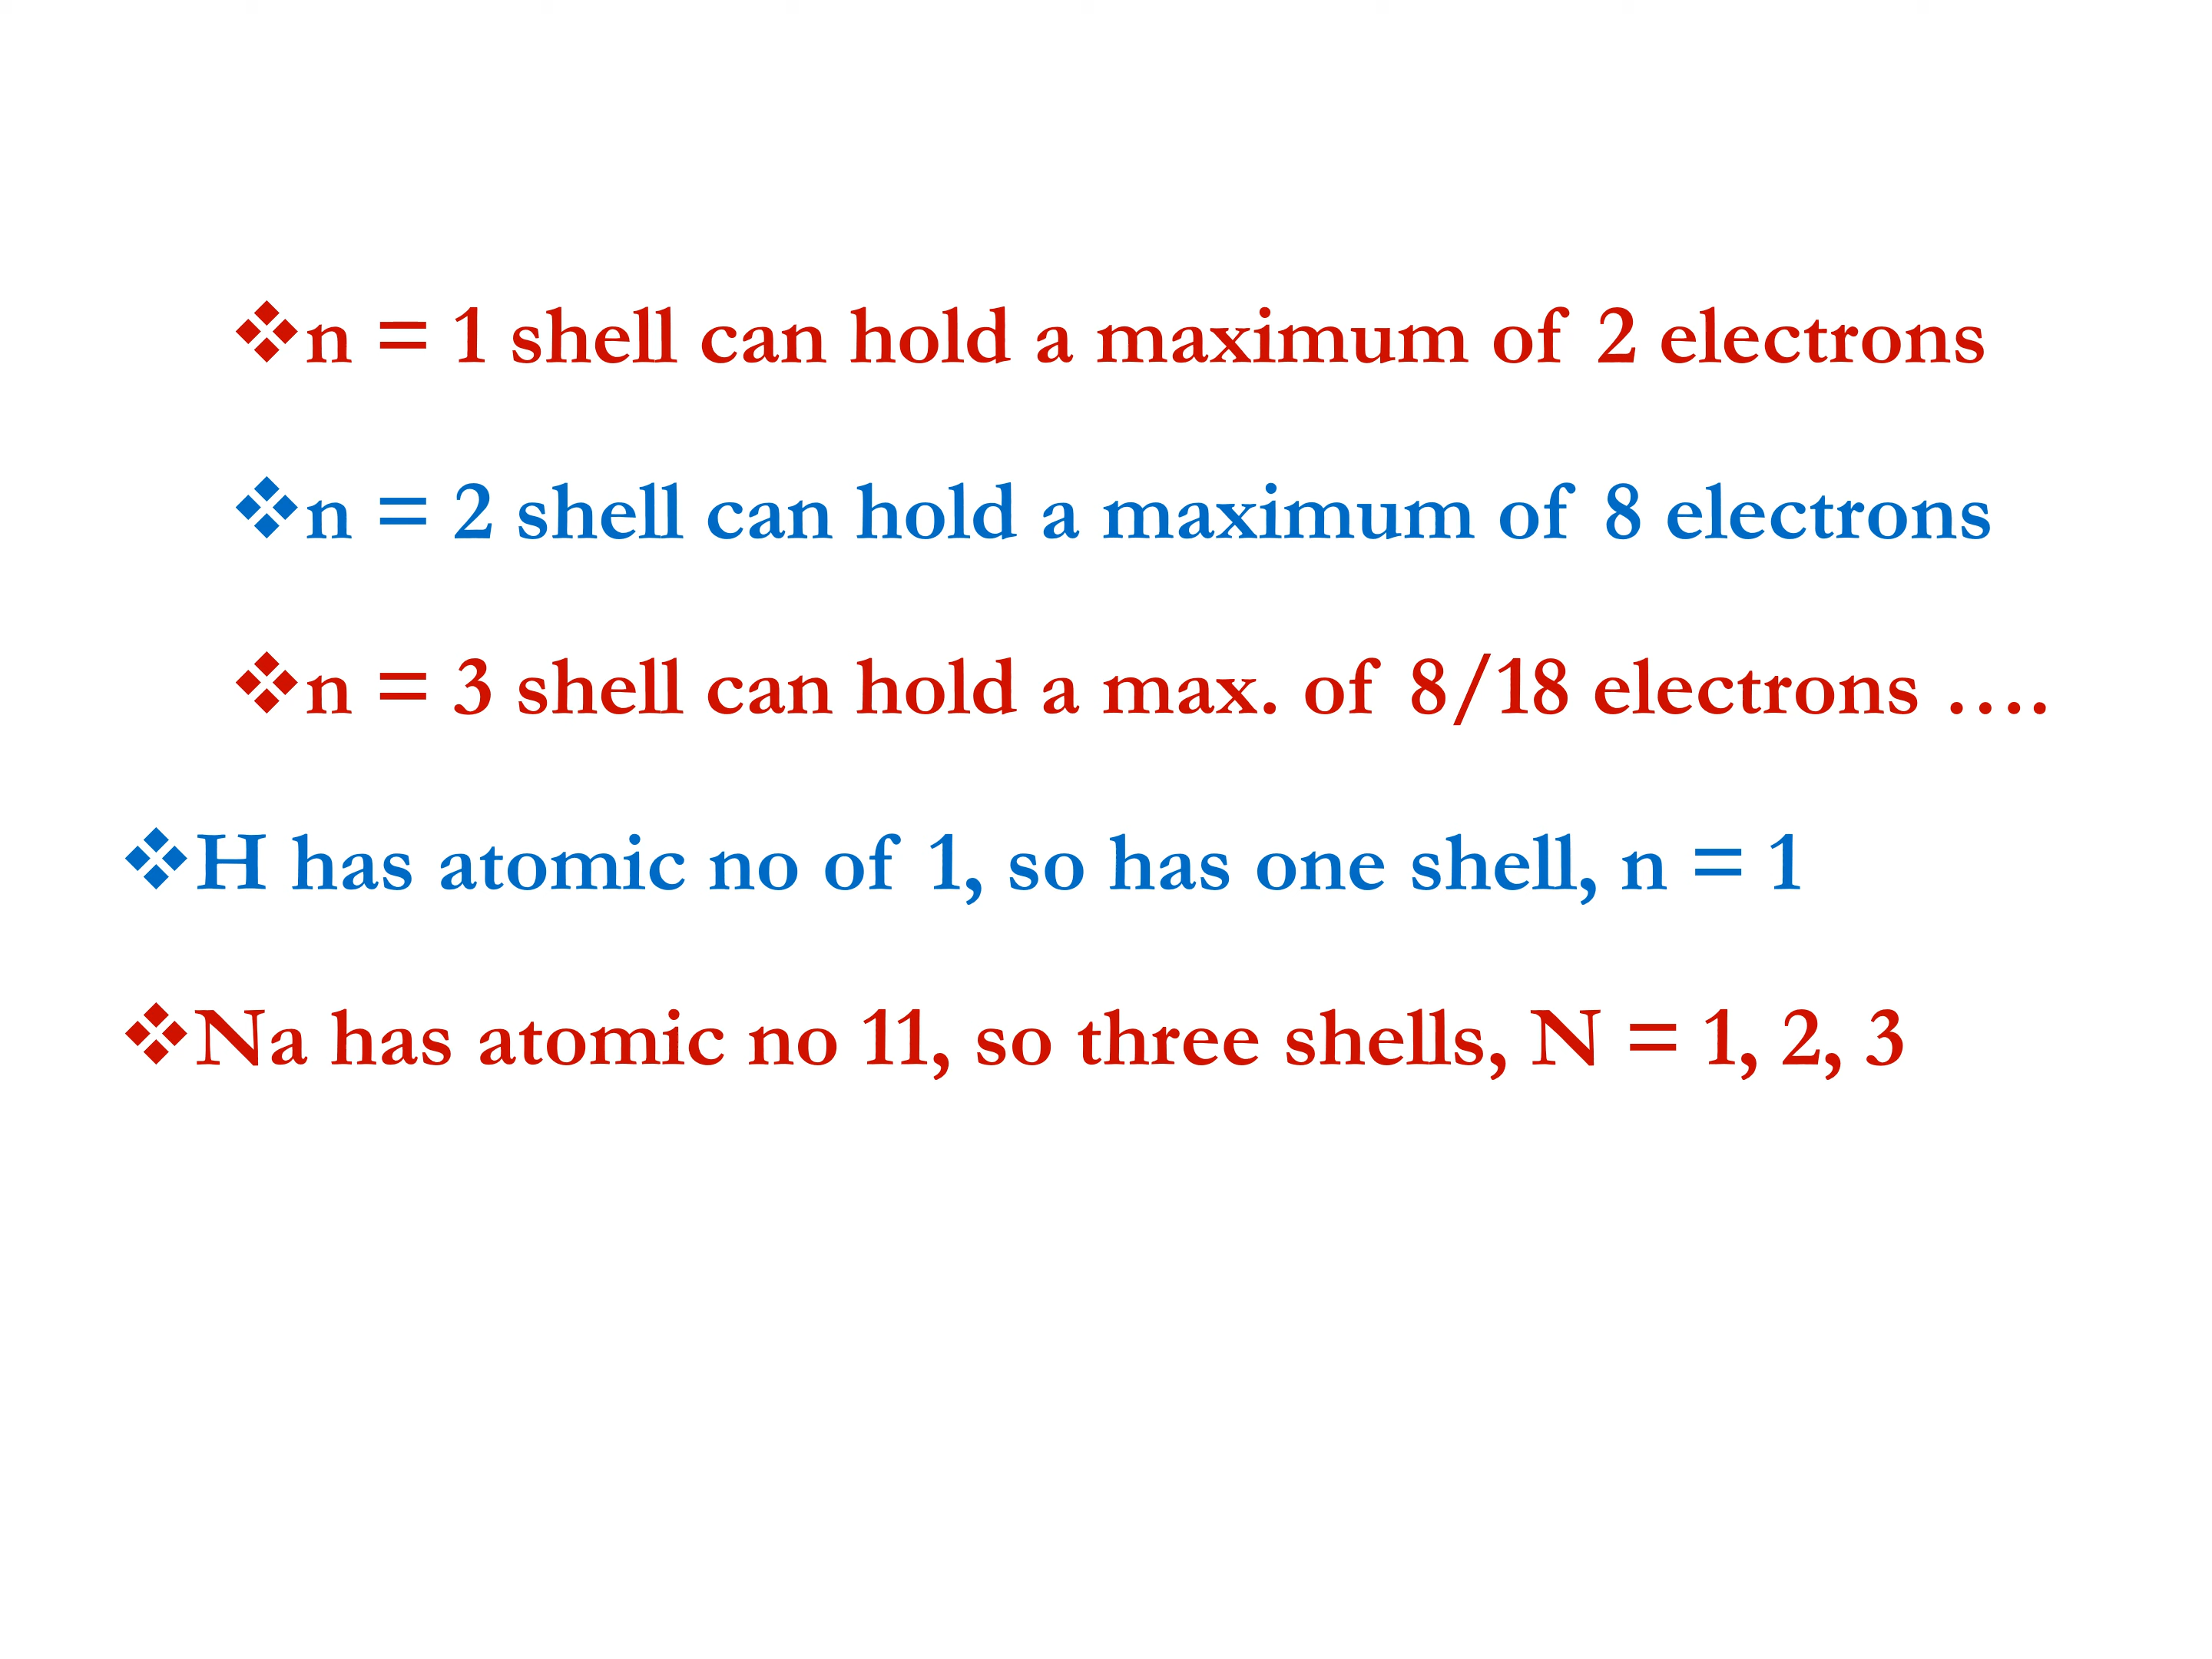 ❖n = 1 shell can hold a maximum of 2 electrons
❖n = 2 shell can hold a maximum of 8 electrons
❖n = 3 shell can hold a max. of 8/18 electrons ....
❖H has atomic no of 1, so has one shell, n = 1
❖Na has atomic no 11, so three shells, N = 1, 2, 3